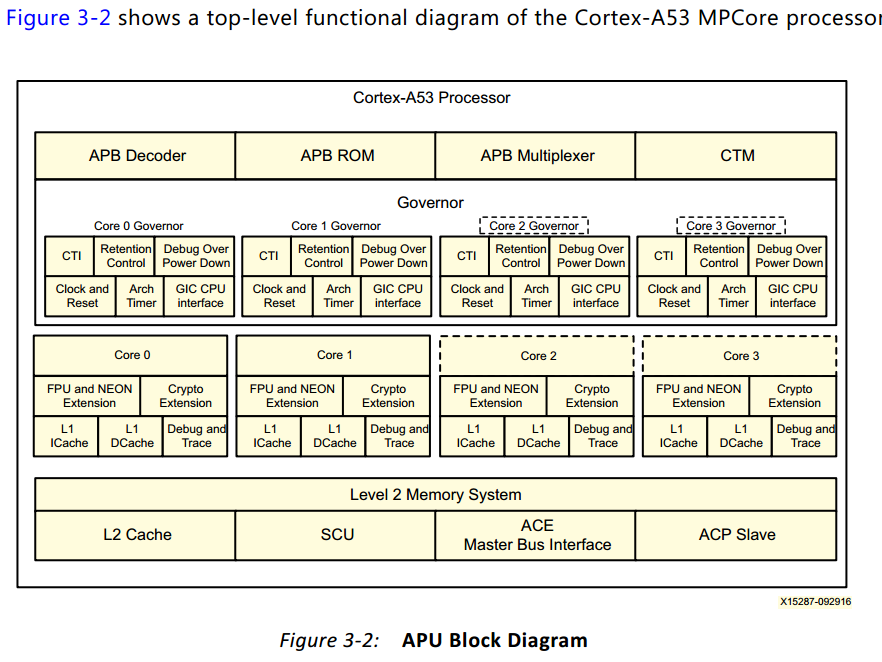 Figure 3-2 shows a top-level functional diagram of the Cortex-A53 MPCore processor
Cortex-A53 Processor
APB Decoder
APB ROM
APB Multiplexer
CTM
Governor
Core 0 Governor
CTI
Retention
Control
Debug Over
Power Down
Clock and
Reset
Arch
Timer
GIC CPU
interface
Core 1 Governor
CTI
Retention
Control
Debug Over
Power Down
Clock and
Reset
Arch
Timer
GIC CPU
interface
Core 2 Governor
CTI
Retention
Control
Debug Over
Power Down
Clock and
Reset
Arch
Timer
GIC CPU
interface
Core 3 Governor
CTI
Retention
Control
Debug Over
Power Down
Clock and
Reset
Arch
Timer
GIC CPU
interface
Core 0
FPU and NEON
Extension
Crypto
Extension
L1
ICache
L1
DCache
Debug and
Trace
Core 1
FPU and NEON
Extension
Crypto
Extension
L1
ICache
L1
DCache
Debug and
Trace
Core 2
FPU and NEON
Extension
Crypto
Extension
L1
ICache
L1
DCache
Debug and
Trace
Core 3
FPU and NEON
Extension
Crypto
Extension
L1
ICache
L1
DCache
Debug and
Trace
Level 2 Memory System
L2 Cache
SCU
ACE
Master Bus Interface
ACP Slave
X15287-092916
Figure 3-2: APU Block Diagram